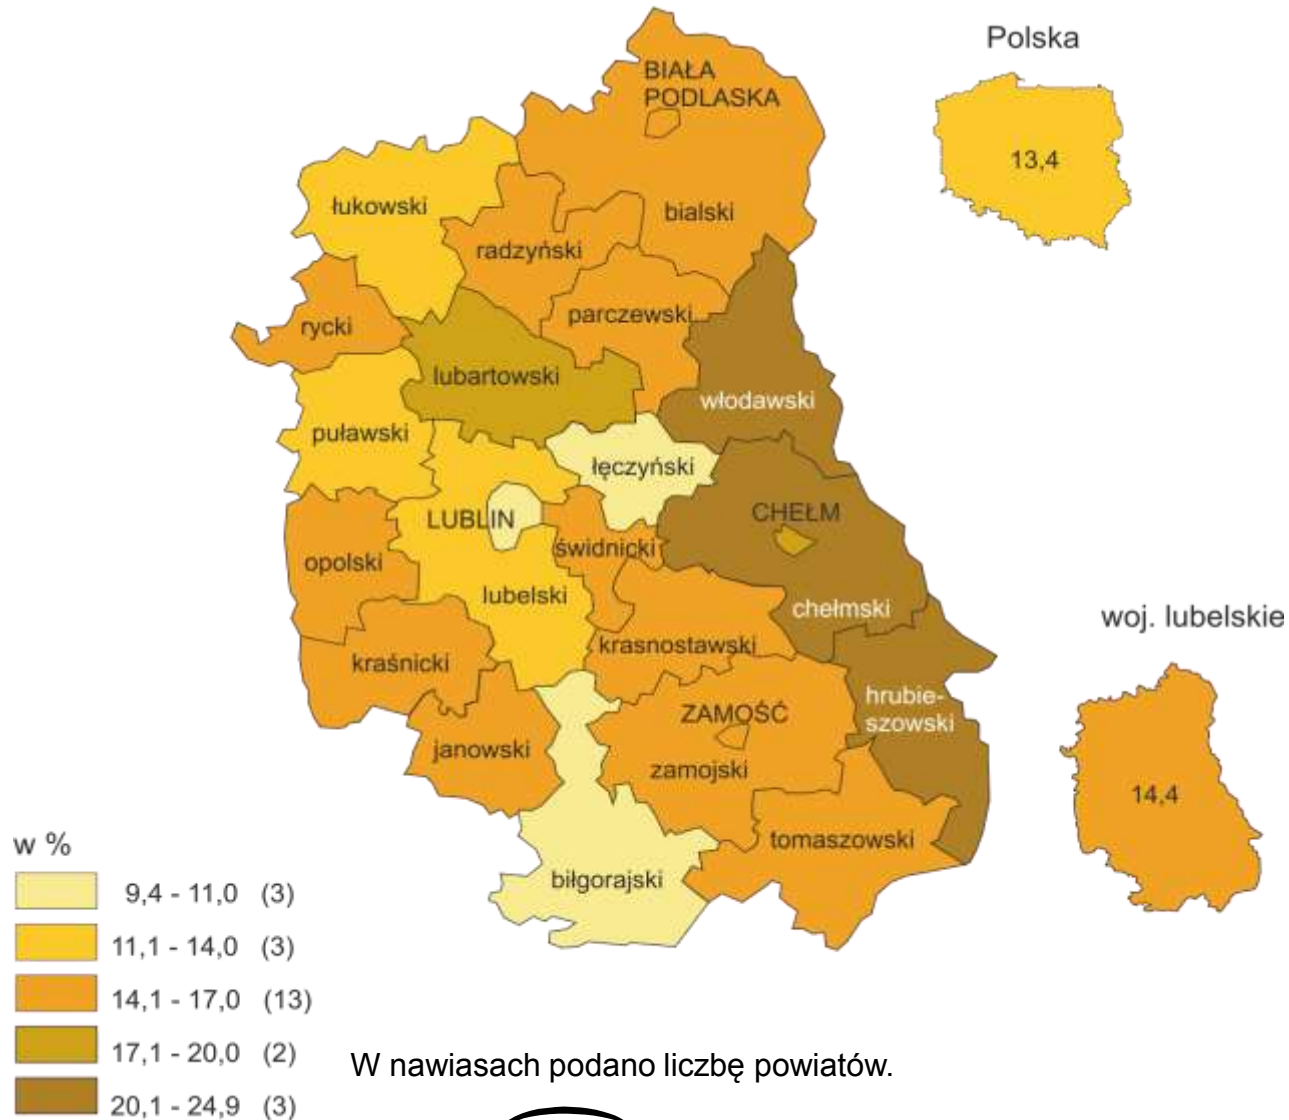 Polska
BIAŁA
PODLASKA
13,4
łukowski
bialski
radzyński
parczewski
rycki
lubartowski
włodawski
puławski
łęczyński
LUBLIN
CHEŁM
świdnicki
opolski
lubelski
chełmski
woj. lubelskie
krasnostawski
kraśnicki
hrubie-
szowski
ZAMOŚĆ
janowski
zamojski
14,4
tomaszowski
biłgorajski
w %
9,4 - 11,0 (3)
11,1 - 14,0 (3)
14,1 - 17,0 (13)
17,1 - 20,0 (2)
20,1 - 24,9 (3)
W nawiasach podano liczbę powiatów.